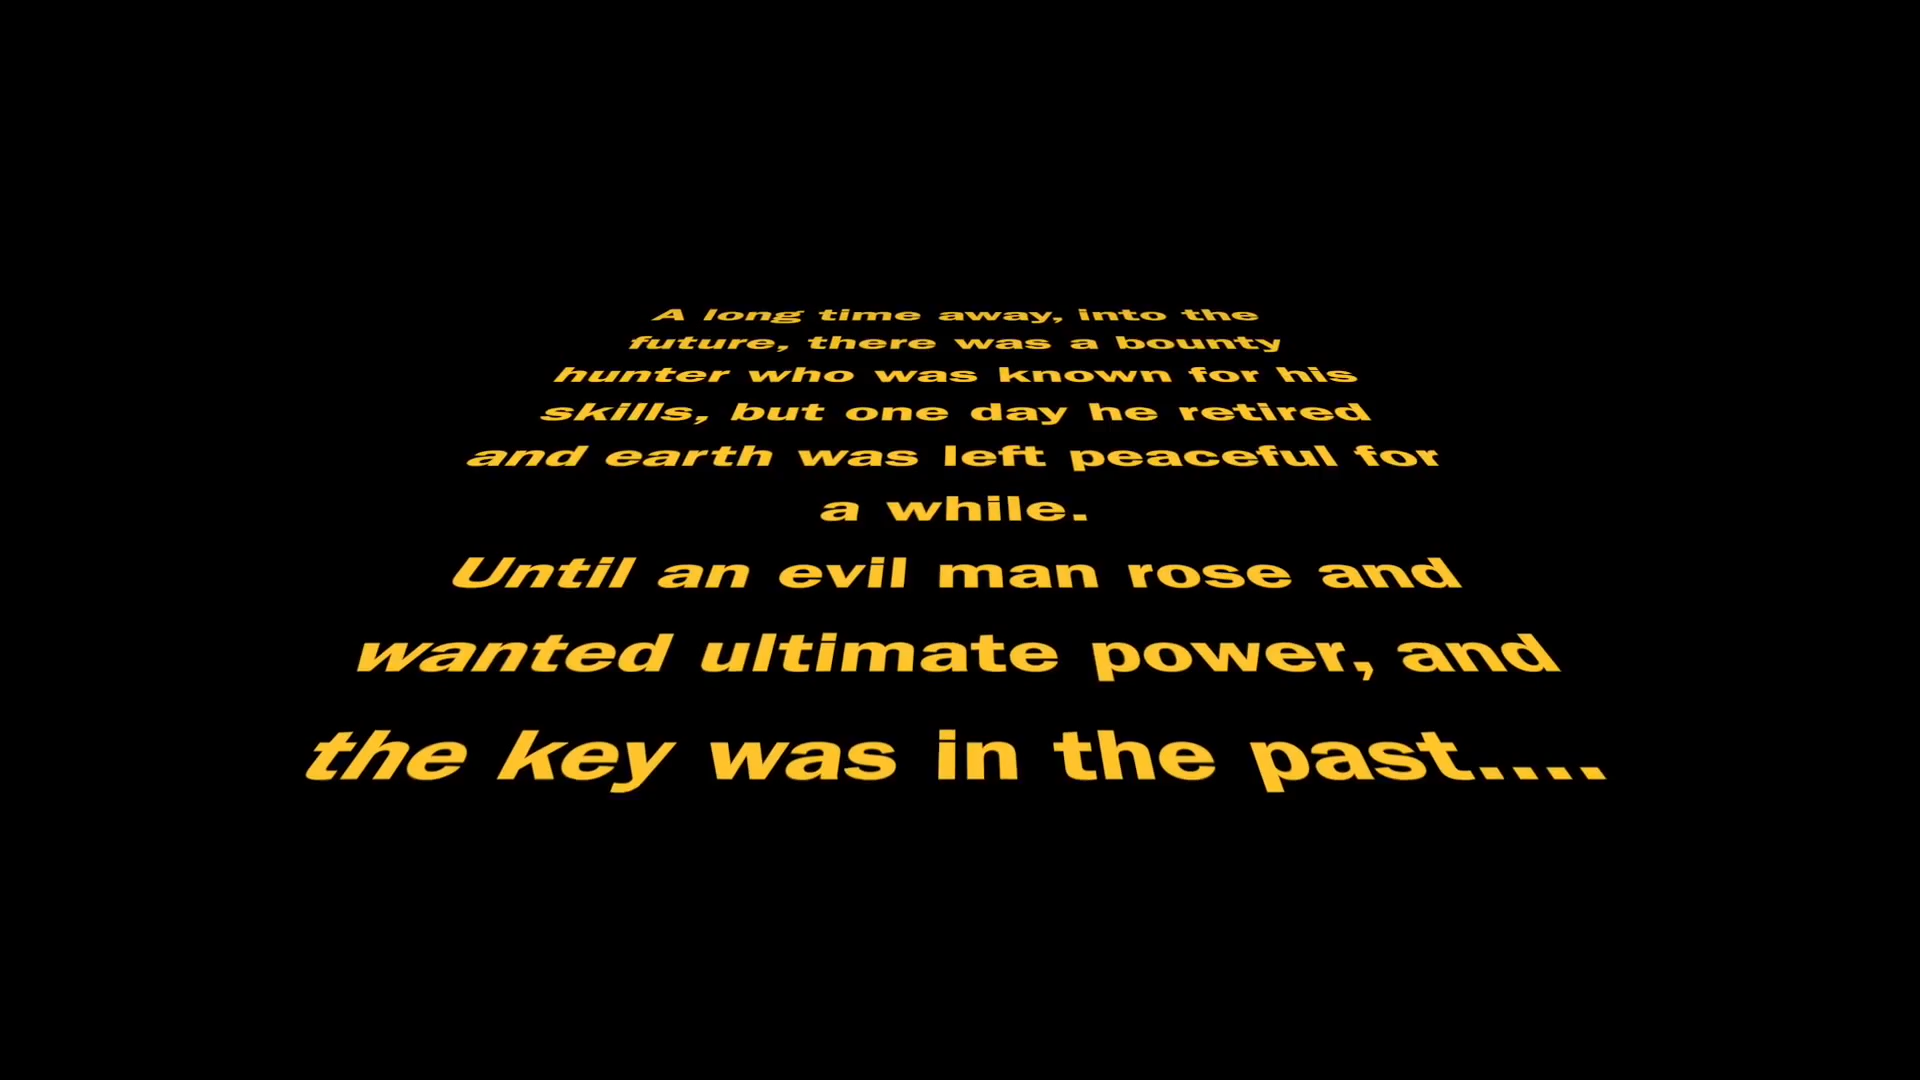 A long time away, into the
future, there was a bounty
hunter who was known for his
skills, but one day he retired
and earth was left peaceful for
a while.
Until an evil man rose and
wanted ultimate power, and
the key was in the past....